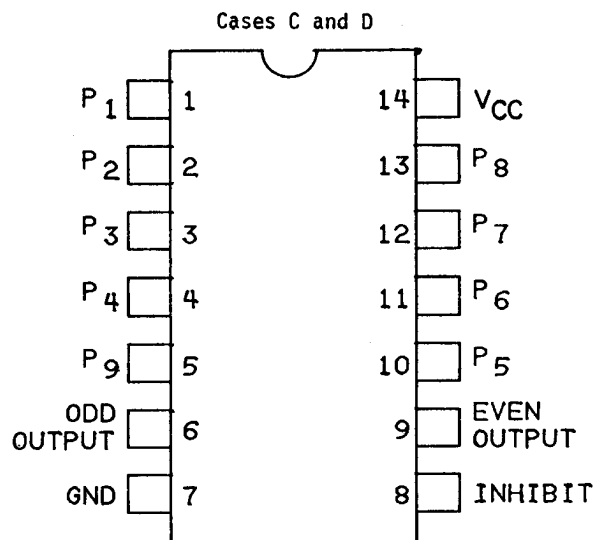 Cases C and D
P1 1 14 VCC
P2 2 13 P8
P3 3 12 P7
P4 4 11 P6
P9 5 10 P5
ODD OUTPUT 6 9 EVEN OUTPUT
GND 7 8 INHIBIT